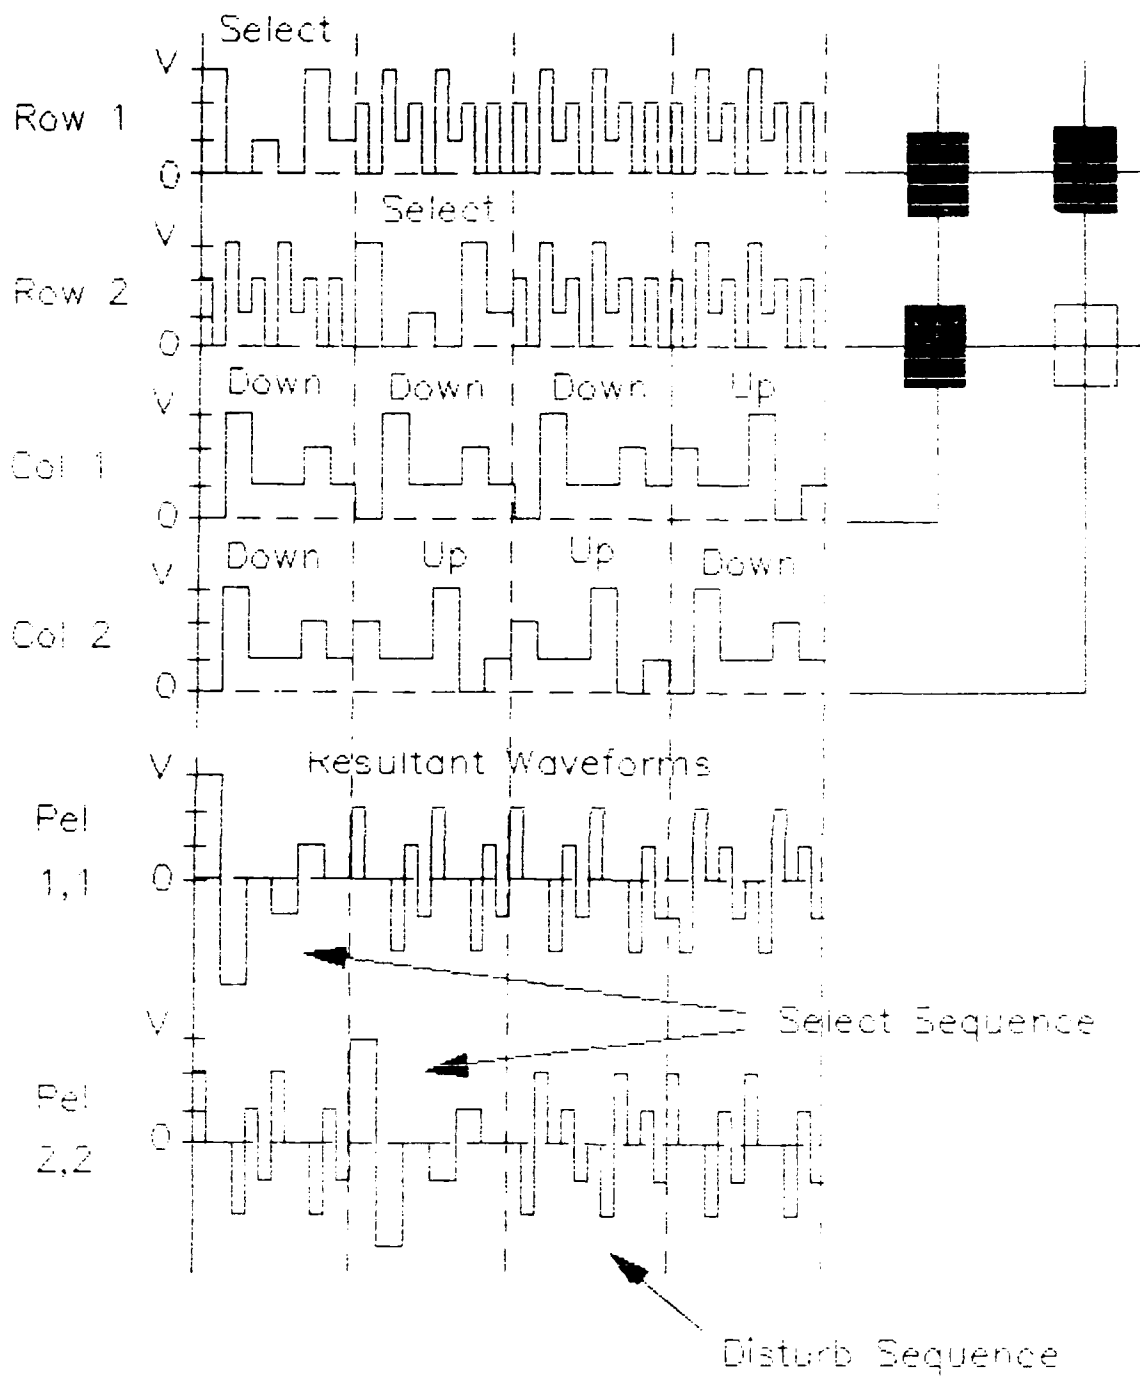 Select
V
Row 1
0
Select
V
Row 2
0
Down Down Down Up
V
Col 1
0
Down Up Up Down
V
Col 2
0
Resultant Waveforms
V
Pel
1,1
0
Select Sequence
V
Pel
2,2
0
Disturb Sequence